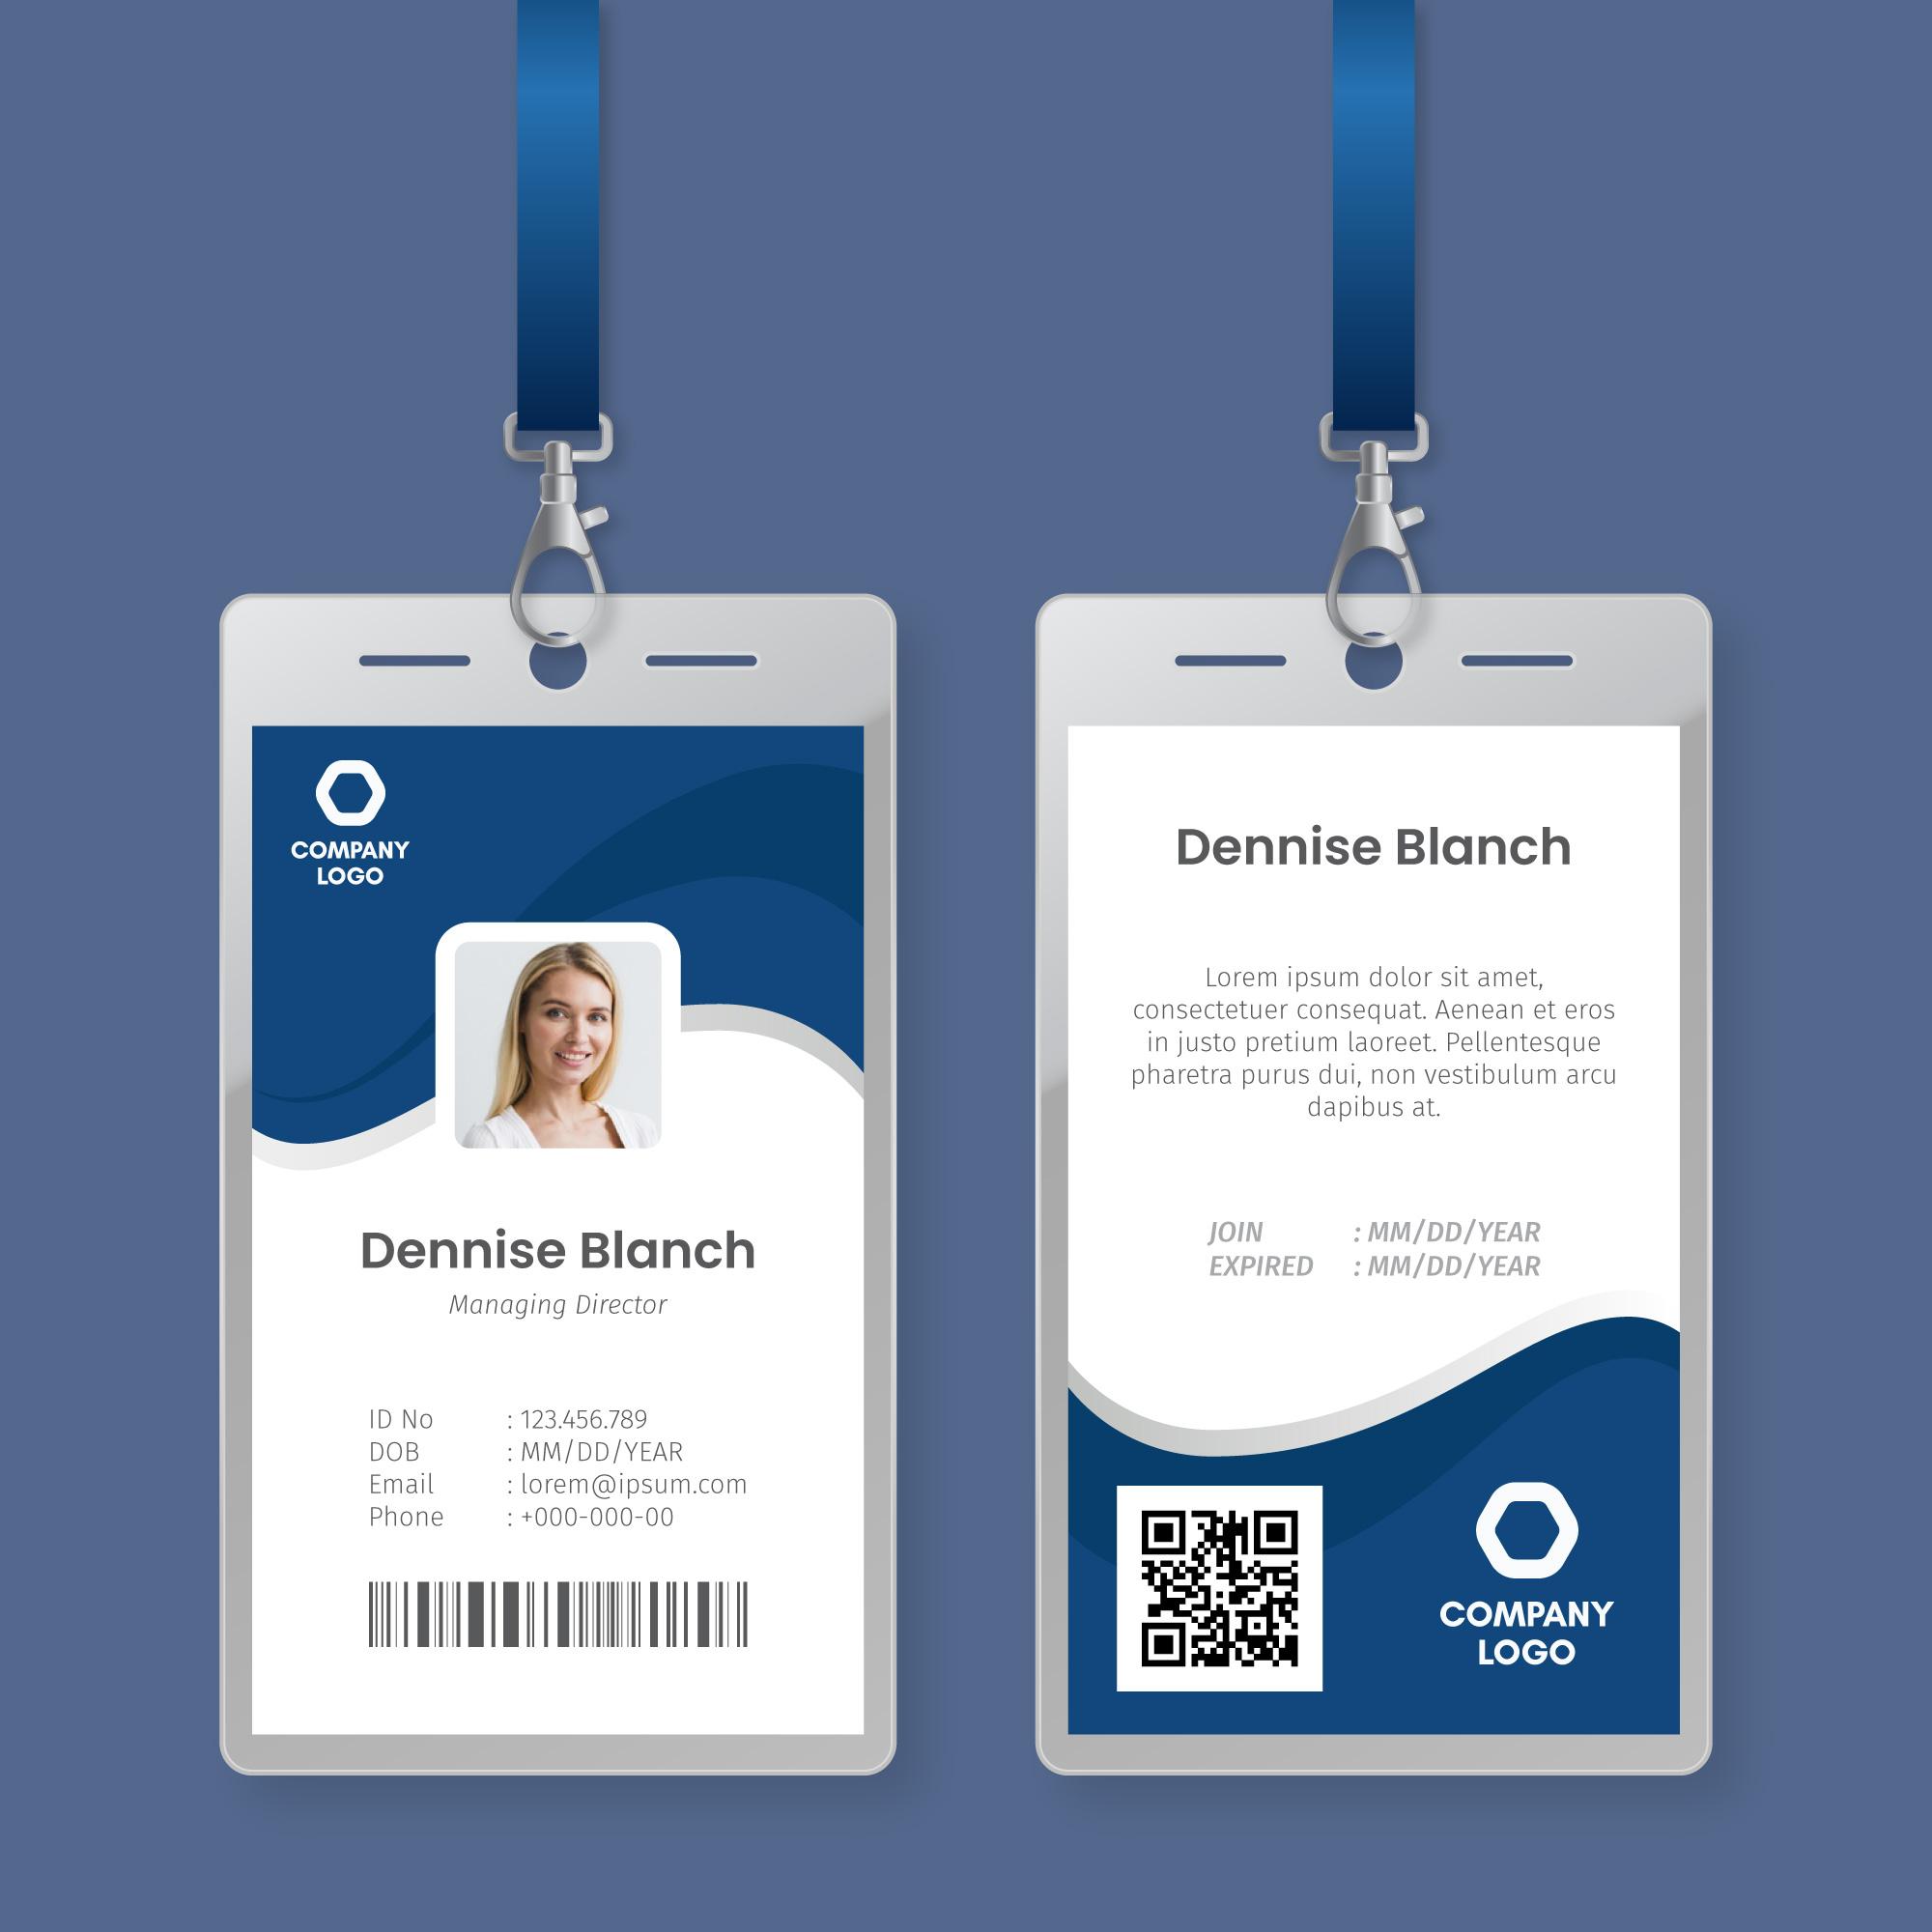 COMPANY
LOGO
Dennise Blanch
Managing Director
ID No : 123.456.789
DOB : MM/DD/YEAR
Email : lorem@ipsum.com
Phone : +000-000-00
Dennise Blanch
Lorem ipsum dolor sit amet,
consectetuer consequat. Aenean et eros
in justo pretium laoreet. Pellentesque
pharetra purus dui, non vestibulum arcu
dapibus at.
JOIN : MM/DD/YEAR
EXPIRED : MM/DD/YEAR
COMPANY
LOGO